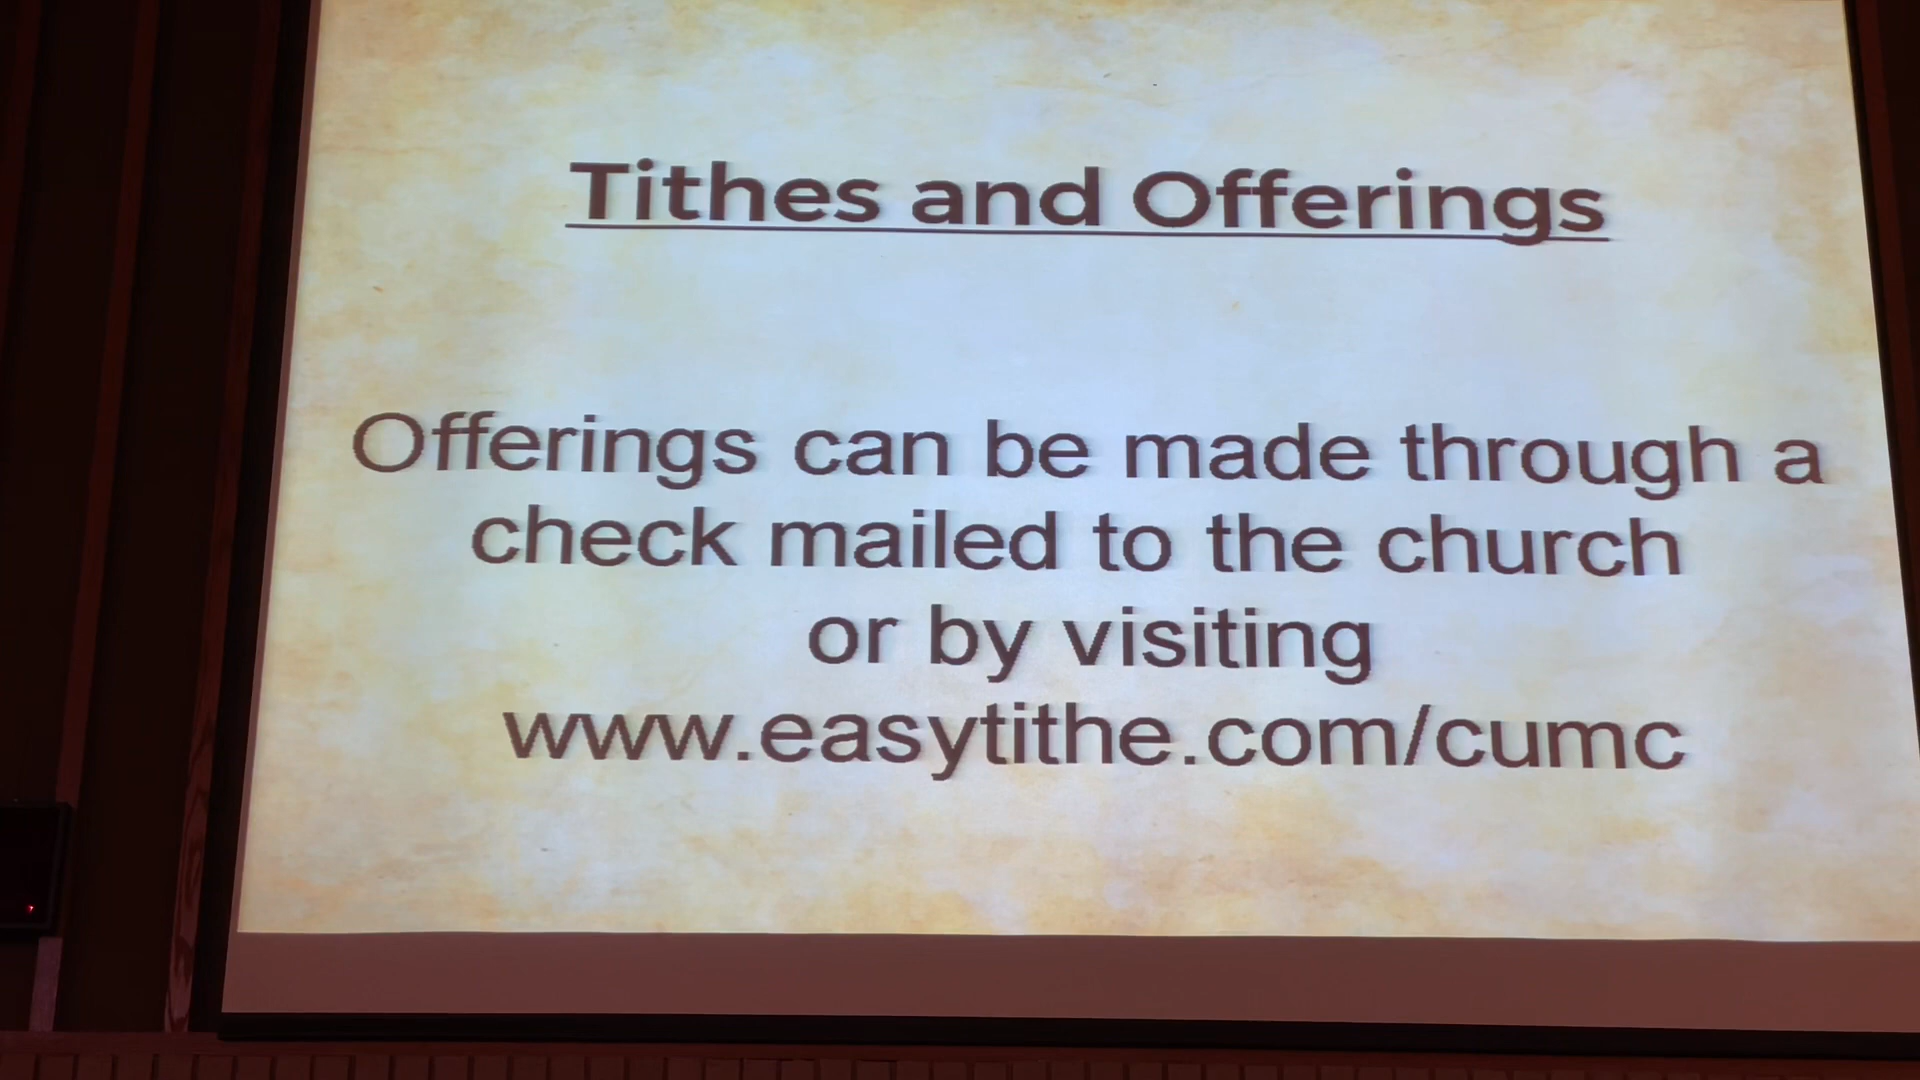 Tithes and Offerings
Offerings can be made through a
check mailed to the church
or by visiting
www.easytithe.com/cumc